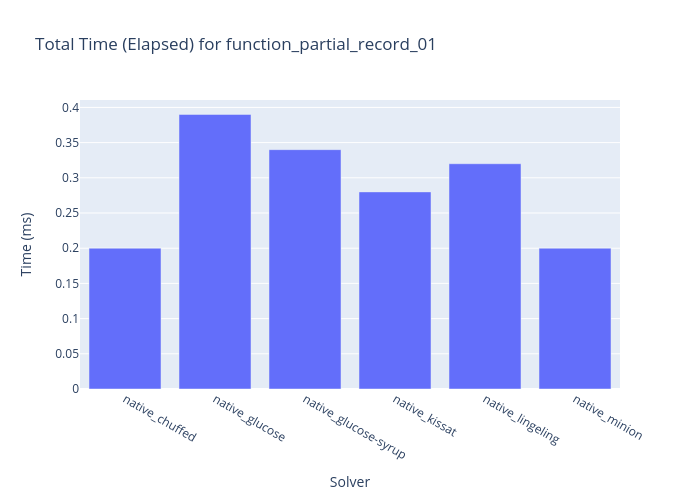 Total Time (Elapsed) for function_partial_record_01
Time (ms)
0.4
0.35
0.3
0.25
0.2
0.15
0.1
0.05
0
native_chuffed
native_glucose
native_glucose-syrup
native_kissat
native_lingeling
native_minion
Solver